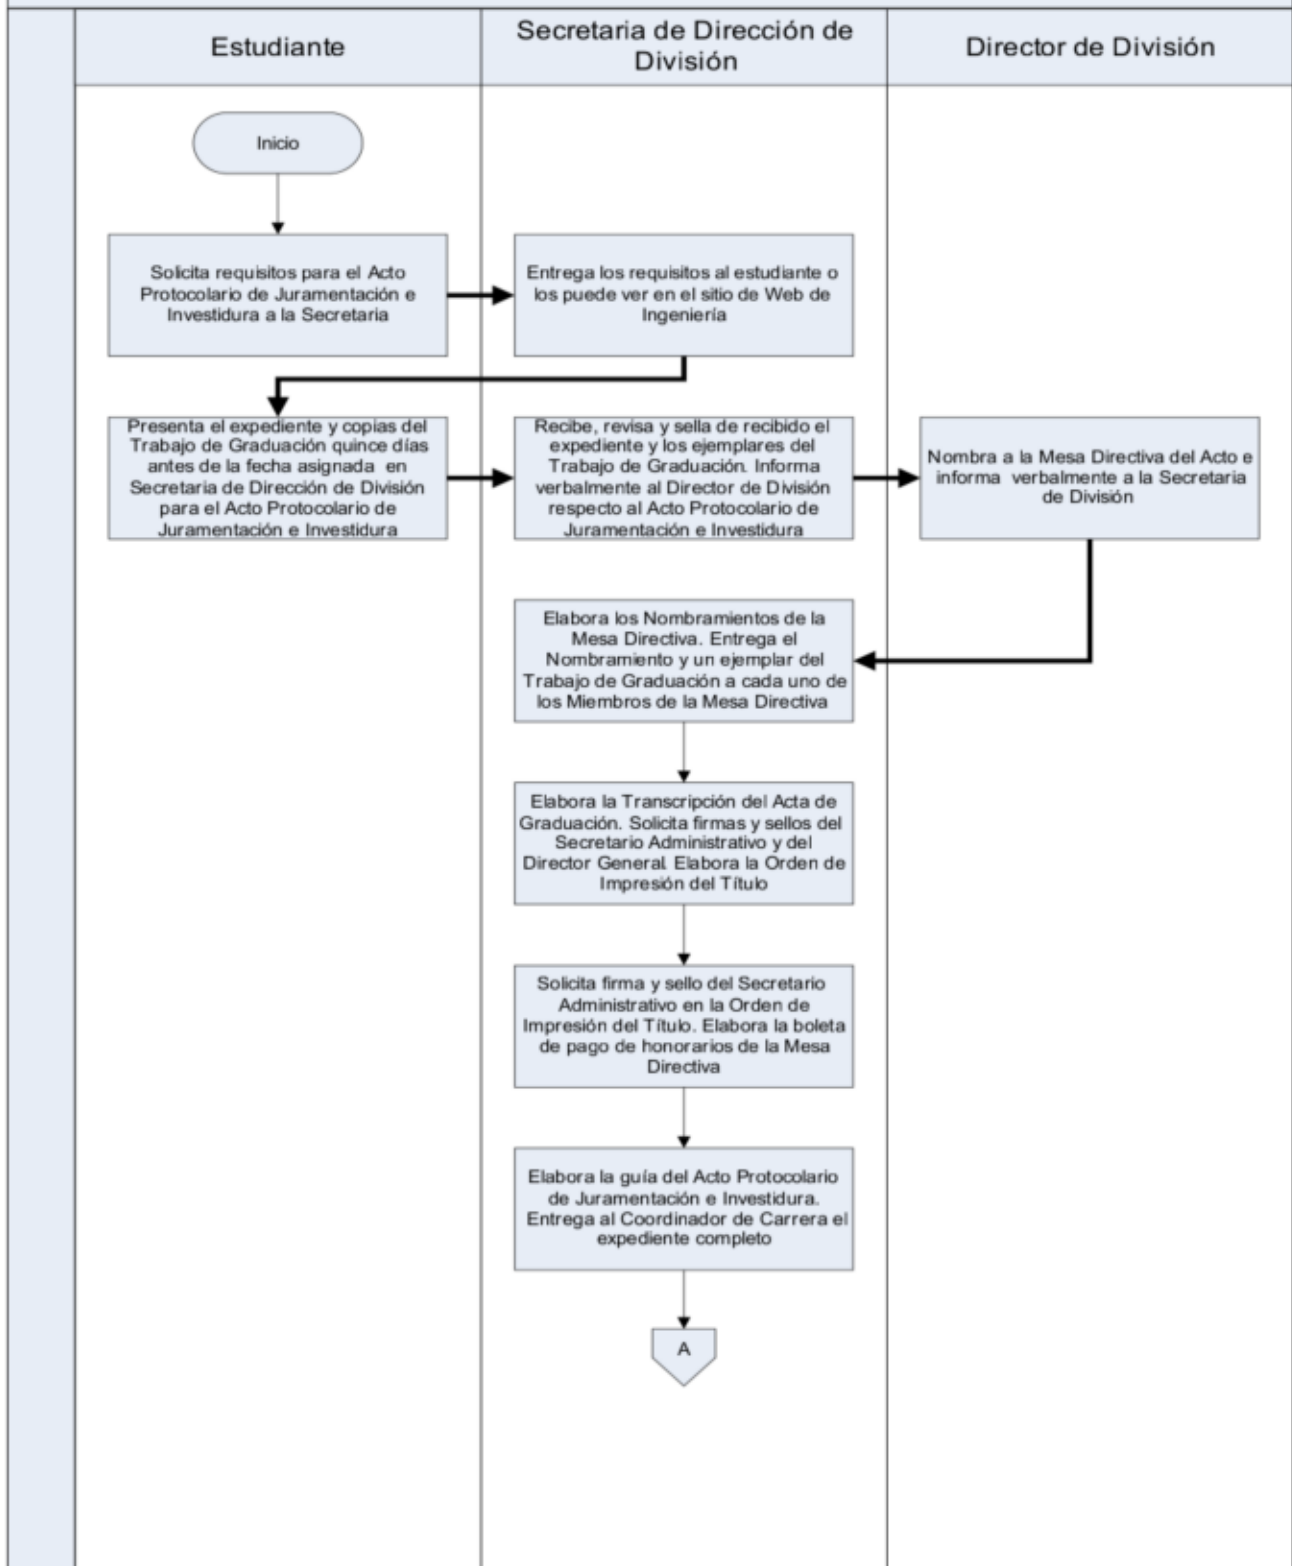 Estudiante
Secretaria de Dirección de
División
Director de División
Inicio
Solicita requisitos para el Acto
Protocolario de Juramentación e
Investidura a la Secretaria
Entrega los requisitos al estudiante o
los puede ver en el sitio de Web de
Ingeniería
Presenta el expediente y copias del
Trabajo de Graduación quince días
antes de la fecha asignada en
Secretaria de Dirección de División
para el Acto Protocolario de
Juramentación e Investidura
Recibe, revisa y sella de recibido el
expediente y los ejemplares del
Trabajo de Graduación. Informa
verbalmente al Director de División
respecto al Acto Protocolario de
Juramentación e Investidura
Nombra a la Mesa Directiva del Acto e
informa verbalmente a la Secretaria
de División
Elabora los Nombramientos de la
Mesa Directiva. Entrega el
Nombramiento y un ejemplar del
Trabajo de Graduación a cada uno de
los Miembros de la Mesa Directiva
Elabora la Transcripción del Acta de
Graduación. Solicita firmas y sellos del
Secretario Administrativo y del
Director General. Elabora la Orden de
Impresión del Título
Solicita firma y sello del Secretario
Administrativo en la Orden de
Impresión del Título. Elabora la boleta
de pago de honorarios de la Mesa
Directiva
Elabora la guía del Acto Protocolario
de Juramentación e Investidura.
Entrega al Coordinador de Carrera el
expediente completo
A